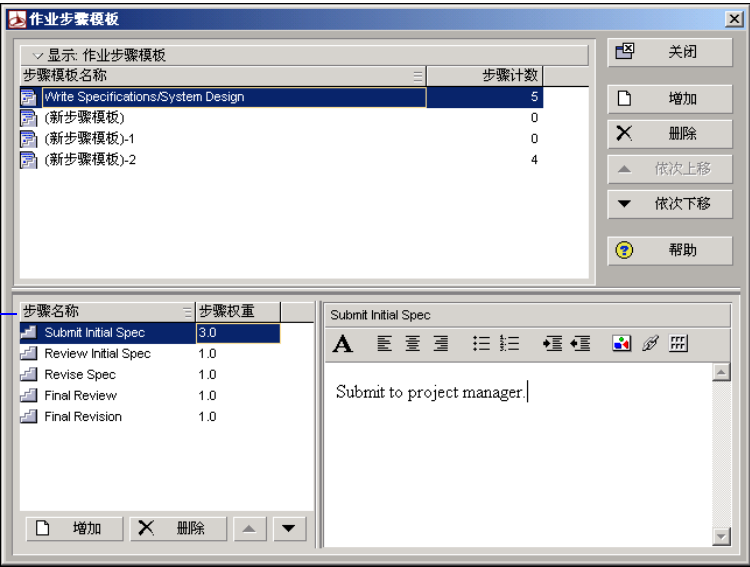 作业步骤模板
显示: 作业步骤模板
步骤模板名称 步骤计数
Write Specifications/System Design 5
(新步骤模板) 0
(新步骤模板)-1 0
(新步骤模板)-2 4
关闭
增加
删除
依次上移
依次下移
帮助
步骤名称 步骤权重
Submit Initial Spec 3.0
Review Initial Spec 1.0
Revise Spec 1.0
Final Review 1.0
Final Revision 1.0
增加 删除
Submit Initial Spec
A
Submit to project manager.